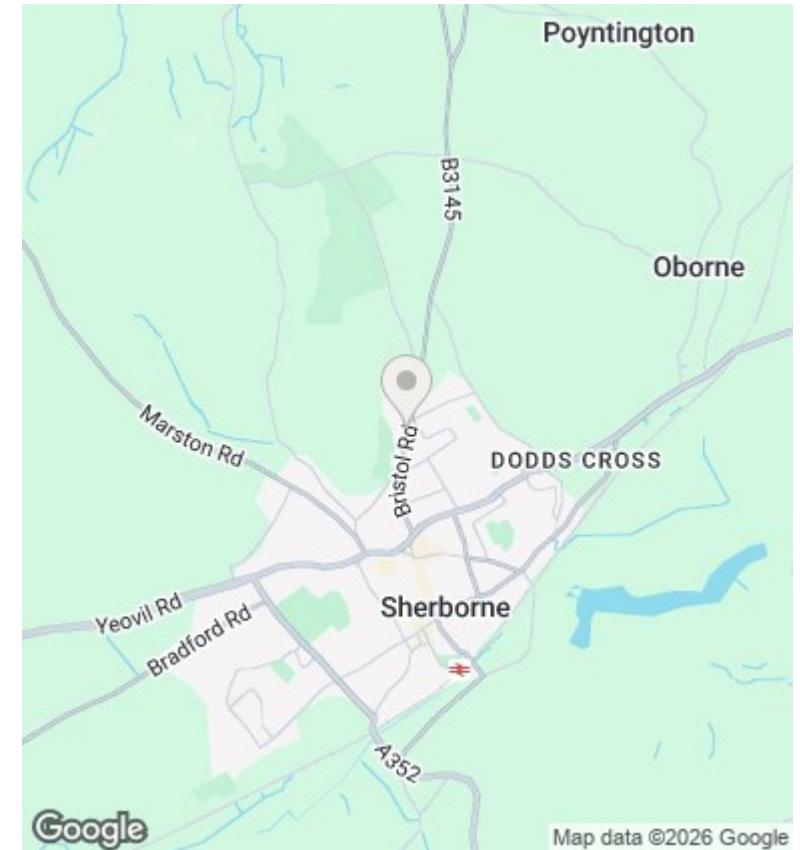 Poyntington
B3145
Oborne
Marston Rd
Bristol Rd
DODDS CROSS
Sherborne
Yeovil Rd
Bradford Rd
A352
Google
Map data ©2026 Google